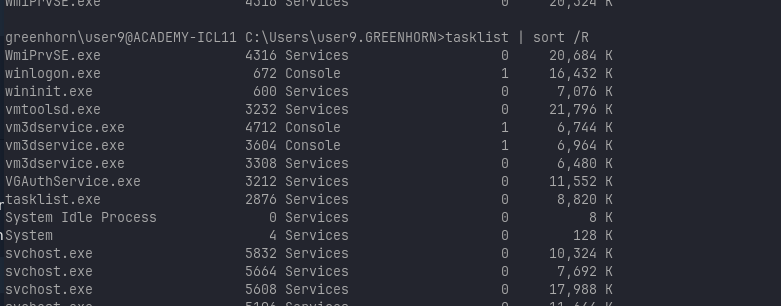 WmiPrvSE.exe 4316 Services 0 20,324 K
greenhorn\user9@ACADEMY-ICL11 C:\Users\user9.GREENHORN>tasklist | sort /R
WmiPrvSE.exe 4316 Services 0 20,684 K
winlogon.exe 672 Console 1 16,432 K
wininit.exe 600 Services 0 7,076 K
vmtoolsd.exe 3232 Services 0 21,796 K
vm3dservice.exe 4712 Console 1 6,744 K
vm3dservice.exe 3604 Console 1 6,964 K
vm3dservice.exe 3308 Services 0 6,480 K
VGAuthService.exe 3212 Services 0 11,552 K
tasklist.exe 2876 Services 0 8,820 K
System Idle Process 0 Services 0 8 K
System 4 Services 0 128 K
svchost.exe 5832 Services 0 10,324 K
svchost.exe 5664 Services 0 7,692 K
svchost.exe 5608 Services 0 17,988 K
svchost.exe Services 0 K